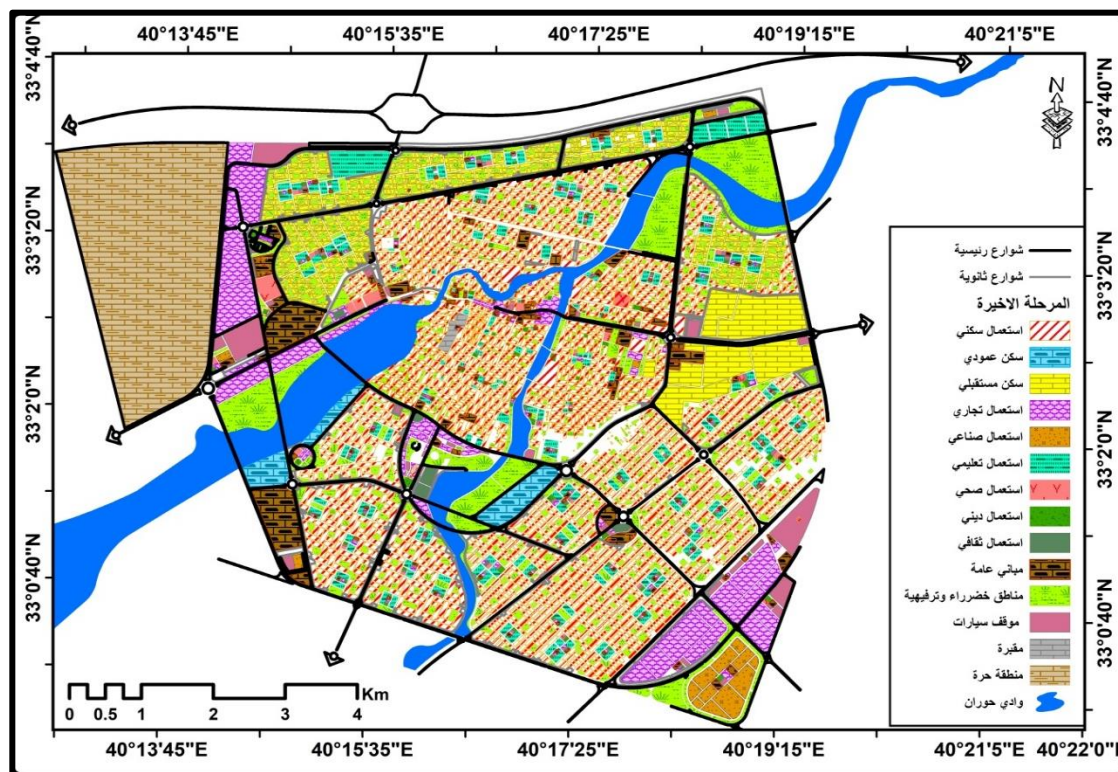 40°13'45"E 40°15'35"E 40°17'25"E 40°19'15"E 40°21'5"E
33°4'40"N
33°4'40"N
33°3'20"N
33°3'20"N
33°2'0"N
33°2'0"N
33°0'40"N
33°0'40"N
N
شوارع رئيسية
شوارع ثانوية
المرحلة الاخيرة
استعمال سكني
سكن عمودي
سكن مستقبلي
استعمال تجاري
استعمال صناعي
استعمال تعليمي
استعمال صحي
استعمال ديني
استعمال ثقافي
مباني عامة
مناطق خضرراء وترفيهية
موقف سيارات
مقبرة
منطقة حرة
وادي حوران
Km
0 0.5 1 2 3 4
40°13'45"E 40°15'35"E 40°17'25"E 40°19'15"E 40°21'5"E 40°22'0"E